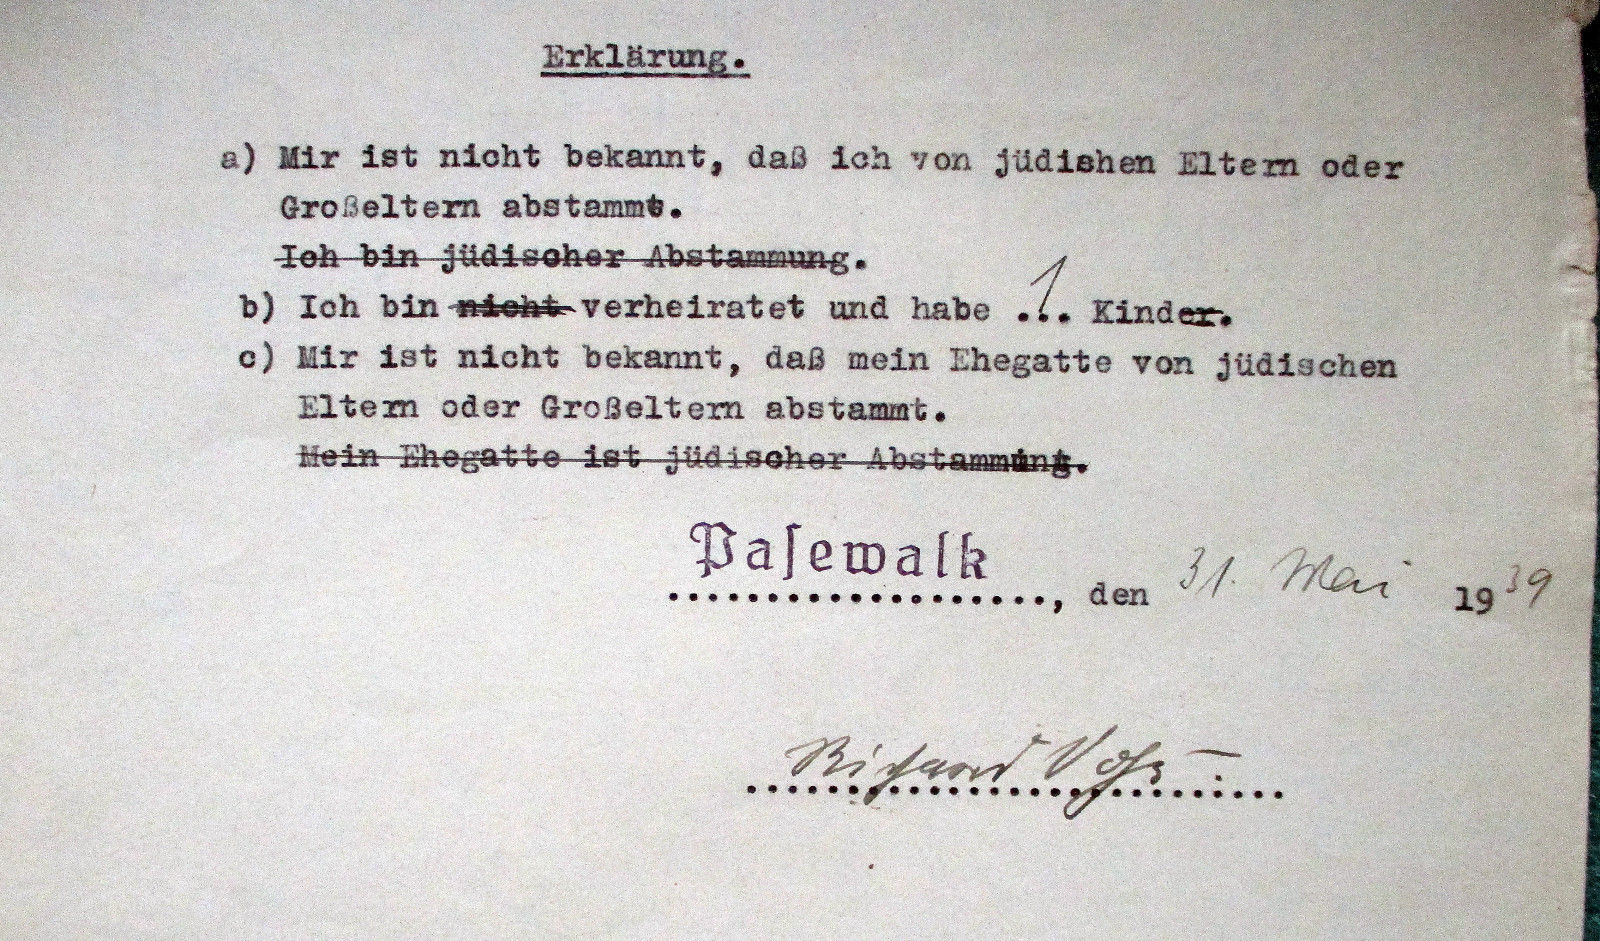 Erklärung.
a) Mir ist nicht bekannt, daß ich von jüdishen Eltern oder
Großeltern abstammt.
Ich bin jüdischer Abstammung.
b) Ich bin nicht verheiratet und habe .1. Kinder.
c) Mir ist nicht bekannt, daß mein Ehegatte von jüdischen
Eltern oder Großeltern abstammt.
Mein Ehegatte ist jüdischer Abstammung.
Paſewalk
..................., den 31. Mai 1939
Richard Voß